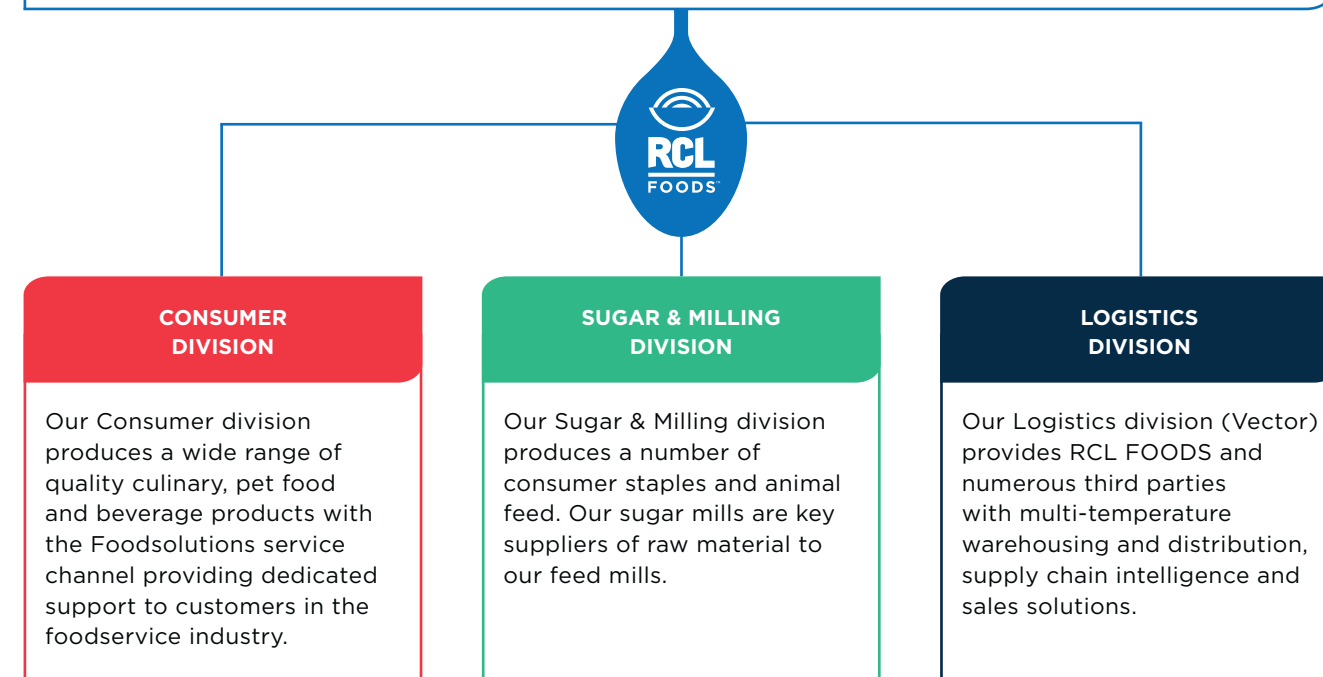 RCL
FOODS™
CONSUMER
DIVISION
Our Consumer division
produces a wide range of
quality culinary, pet food
and beverage products with
the Foodsolutions service
channel providing dedicated
support to customers in the
foodservice industry.
SUGAR & MILLING
DIVISION
Our Sugar & Milling division
produces a number of
consumer staples and animal
feed. Our sugar mills are key
suppliers of raw material to
our feed mills.
LOGISTICS
DIVISION
Our Logistics division (Vector)
provides RCL FOODS and
numerous third parties
with multi-temperature
warehousing and distribution,
supply chain intelligence and
sales solutions.